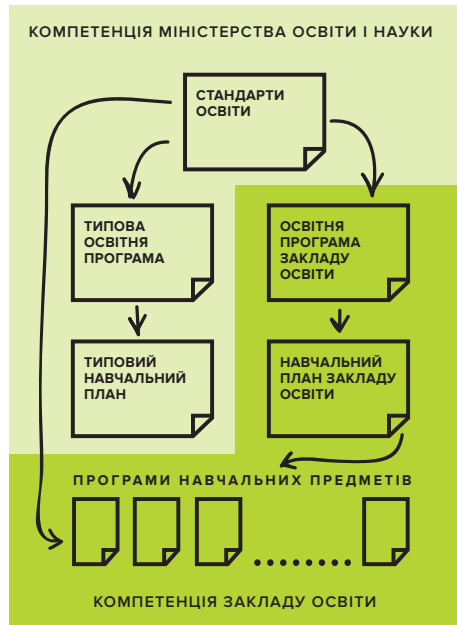 КОМПЕТЕНЦІЯ МІНІСТЕРСТВА ОСВІТИ І НАУКИ
СТАНДАРТИ
ОСВІТИ
ТИПОВА
ОСВІТНЯ
ПРОГРАМА
ОСВІТНЯ
ПРОГРАМА
ЗАКЛАДУ
ОСВІТИ
ТИПОВИЙ
НАВЧАЛЬНИЙ
ПЛАН
НАВЧАЛЬНИЙ
ПЛАН ЗАКЛАДУ
ОСВІТИ
ПРОГРАМИ НАВЧАЛЬНИХ ПРЕДМЕТІВ
КОМПЕТЕНЦІЯ ЗАКЛАДУ ОСВІТИ